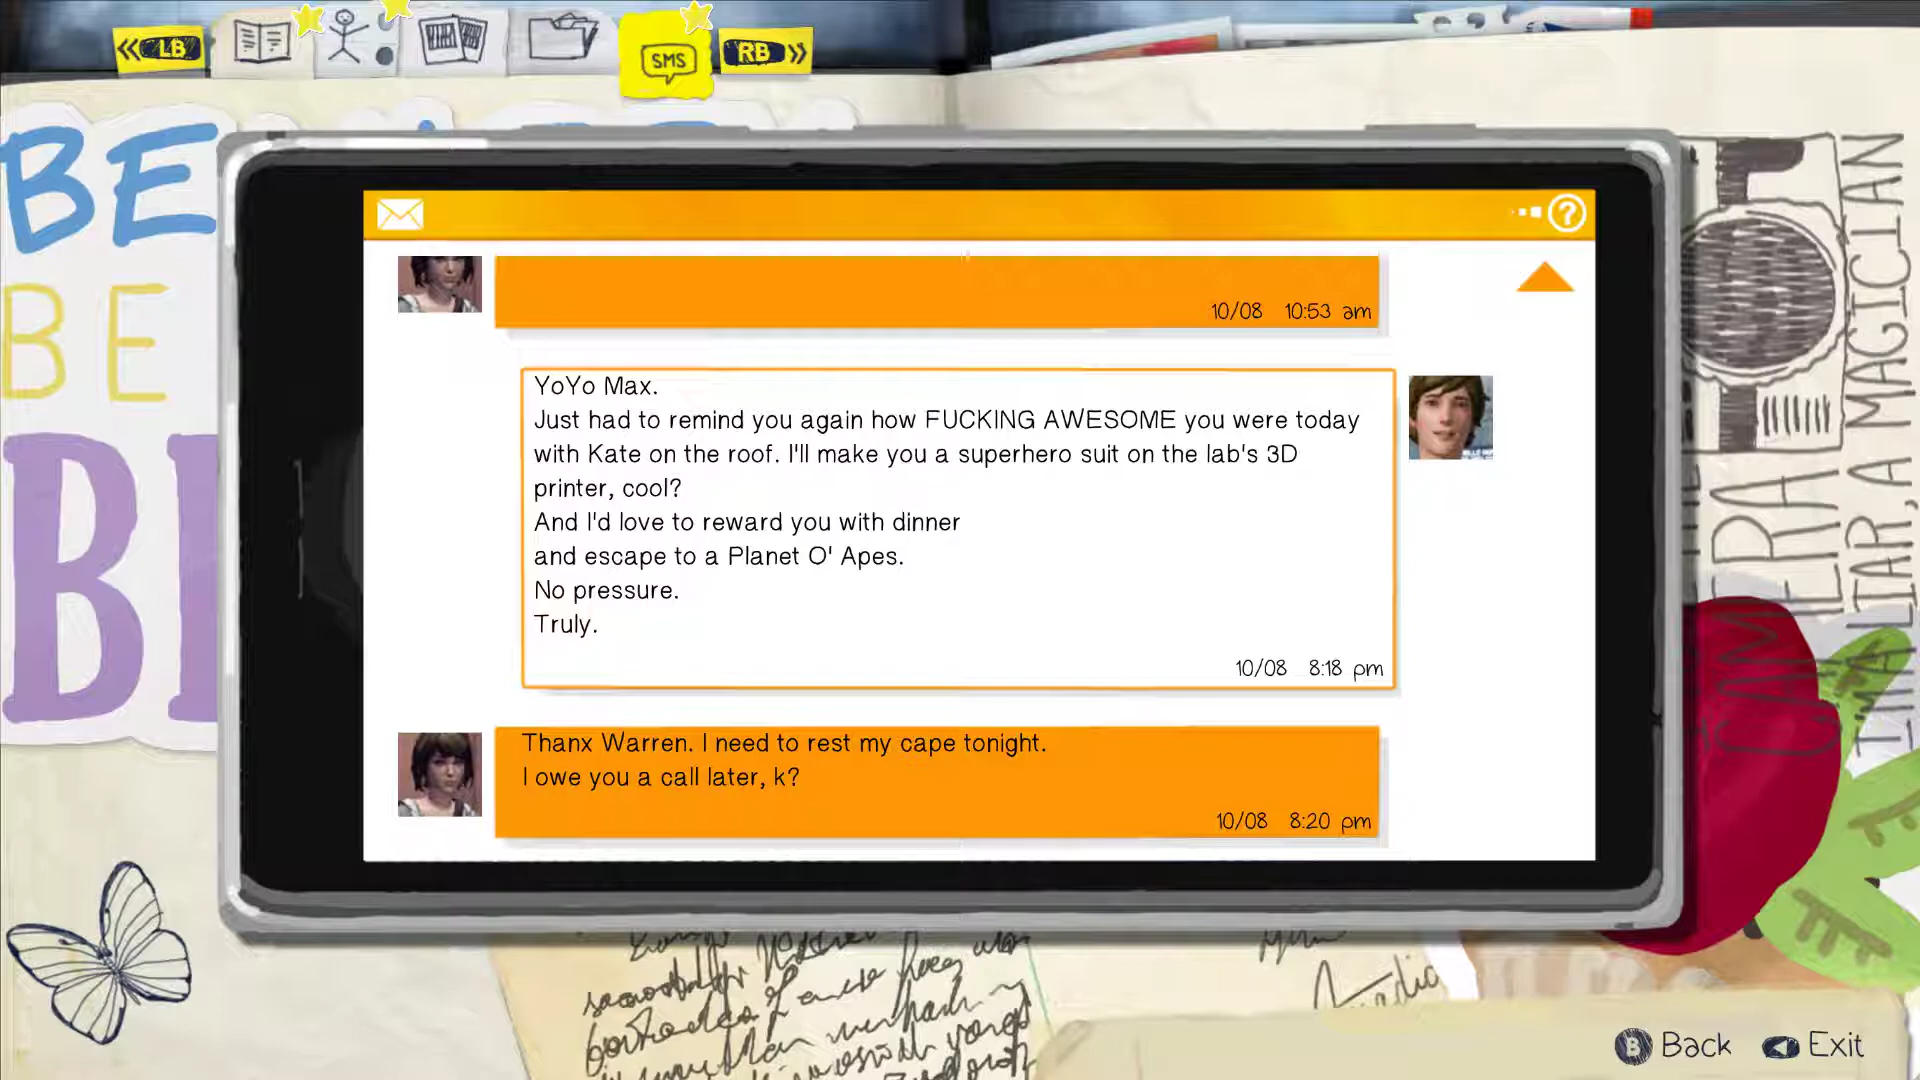 LB
SMS
RB
BE
BE
10/08 10:53 am
YoYo Max.
Just had to remind you again how FUCKING AWESOME you were today
with Kate on the roof. I'll make you a superhero suit on the lab's 3D
printer, cool?
And I'd love to reward you with dinner
and escape to a Planet O' Apes.
No pressure.
Truly.
10/08 8:18 pm
Thanx Warren. I need to rest my cape tonight.
I owe you a call later, k?
10/08 8:20 pm
I'M A LIAR, A MAGICIAN
B Back
Exit